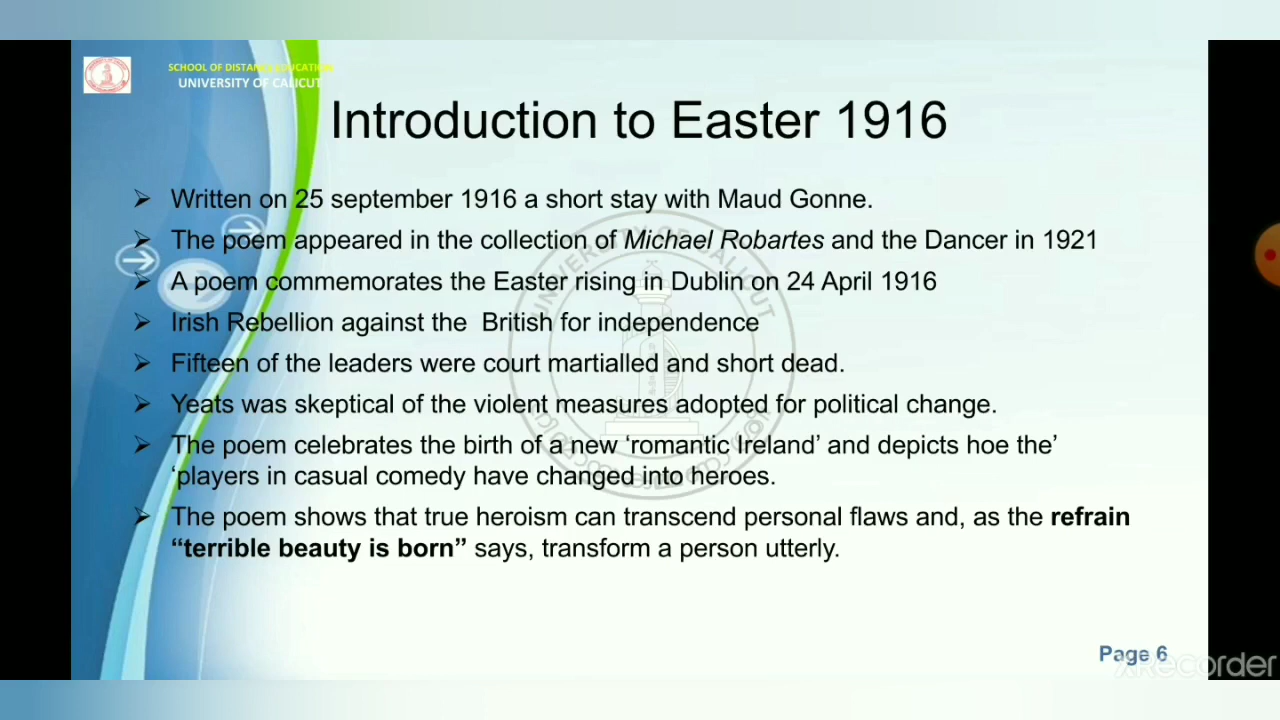 SCHOOL OF DISTANCE EDUCATION
UNIVERSITY OF CALICUT
Introduction to Easter 1916
Written on 25 september 1916 a short stay with Maud Gonne.
The poem appeared in the collection of Michael Robartes and the Dancer in 1921
A poem commemorates the Easter rising in Dublin on 24 April 1916
Irish Rebellion against the British for independence
Fifteen of the leaders were court martialled and short dead.
Yeats was skeptical of the violent measures adopted for political change.
The poem celebrates the birth of a new ‘romantic Ireland’ and depicts hoe the’
‘players in casual comedy have changed into heroes.
The poem shows that true heroism can transcend personal flaws and, as the refrain
“terrible beauty is born” says, transform a person utterly.
UNIVERSITY OF CALICUT
Page 6
XRecorder